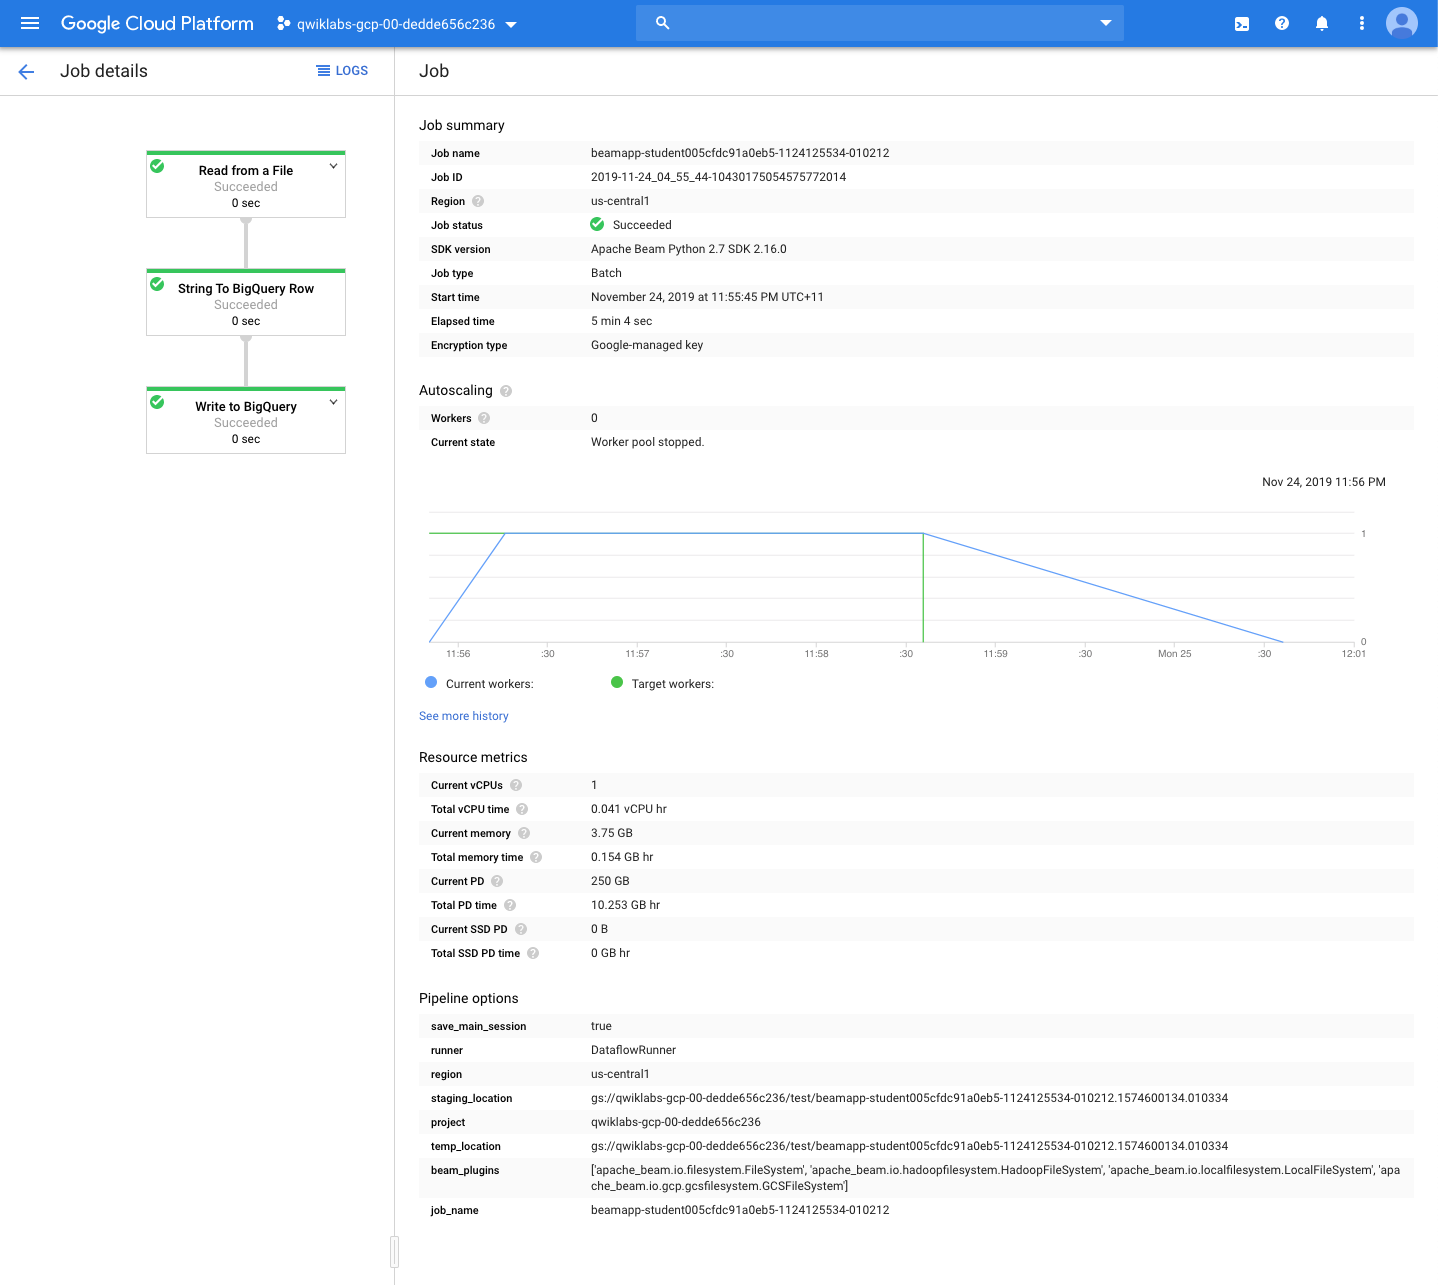 Google Cloud Platform qwiklabs-gcp-00-dedde656c236
Job details LOGS
Read from a File
Succeeded
0 sec
String To BigQuery Row
Succeeded
0 sec
Write to BigQuery
Succeeded
0 sec
Job
Job summary
Job name beamapp-student005cfdc91a0eb5-1124125534-010212
Job ID 2019-11-24_04_55_44-10430175054575772014
Region us-central1
Job status Succeeded
SDK version Apache Beam Python 2.7 SDK 2.16.0
Job type Batch
Start time November 24, 2019 at 11:55:45 PM UTC+11
Elapsed time 5 min 4 sec
Encryption type Google-managed key
Autoscaling
Workers 0
Current state Worker pool stopped.
Nov 24, 2019 11:56 PM
1
0
11:56 :30 11:57 :30 11:58 :30 11:59 :30 Mon 25 :30 12:01
Current workers: Target workers:
See more history
Resource metrics
Current vCPUs 1
Total vCPU time 0.041 vCPU hr
Current memory 3.75 GB
Total memory time 0.154 GB hr
Current PD 250 GB
Total PD time 10.253 GB hr
Current SSD PD 0 B
Total SSD PD time 0 GB hr
Pipeline options
save_main_session true
runner DataflowRunner
region us-central1
staging_location gs://qwiklabs-gcp-00-dedde656c236/test/beamapp-student005cfdc91a0eb5-1124125534-010212.1574600134.010334
project qwiklabs-gcp-00-dedde656c236
temp_location gs://qwiklabs-gcp-00-dedde656c236/test/beamapp-student005cfdc91a0eb5-1124125534-010212.1574600134.010334
beam_plugins ['apache_beam.io.filesystem.FileSystem', 'apache_beam.io.hadoopfilesystem.HadoopFileSystem', 'apache_beam.io.localfilesystem.LocalFileSystem', 'apa
che_beam.io.gcp.gcsfilesystem.GCSFileSystem']
job_name beamapp-student005cfdc91a0eb5-1124125534-010212